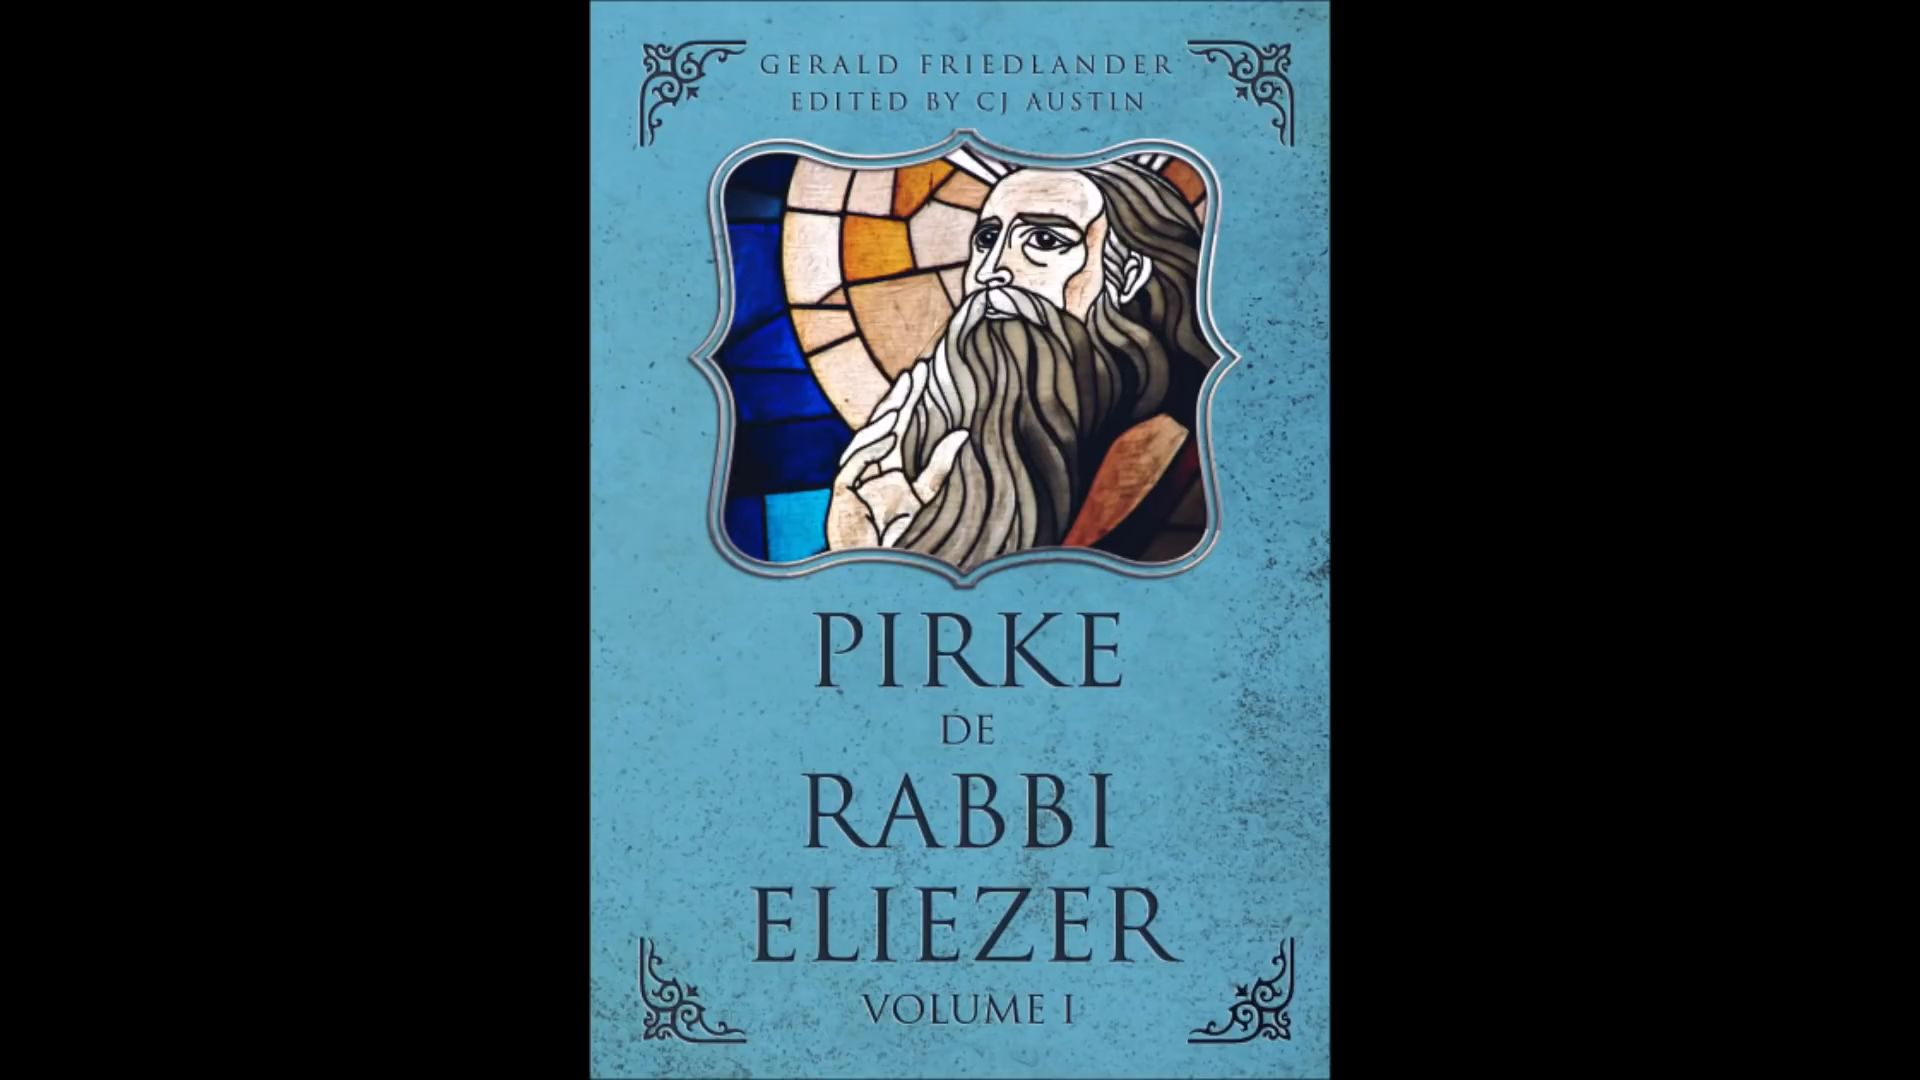 GERALD FRIEDLANDER
EDITED BY CJ AUSTIN
PIRKE
DE
RABBI
ELIEZER
VOLUME I